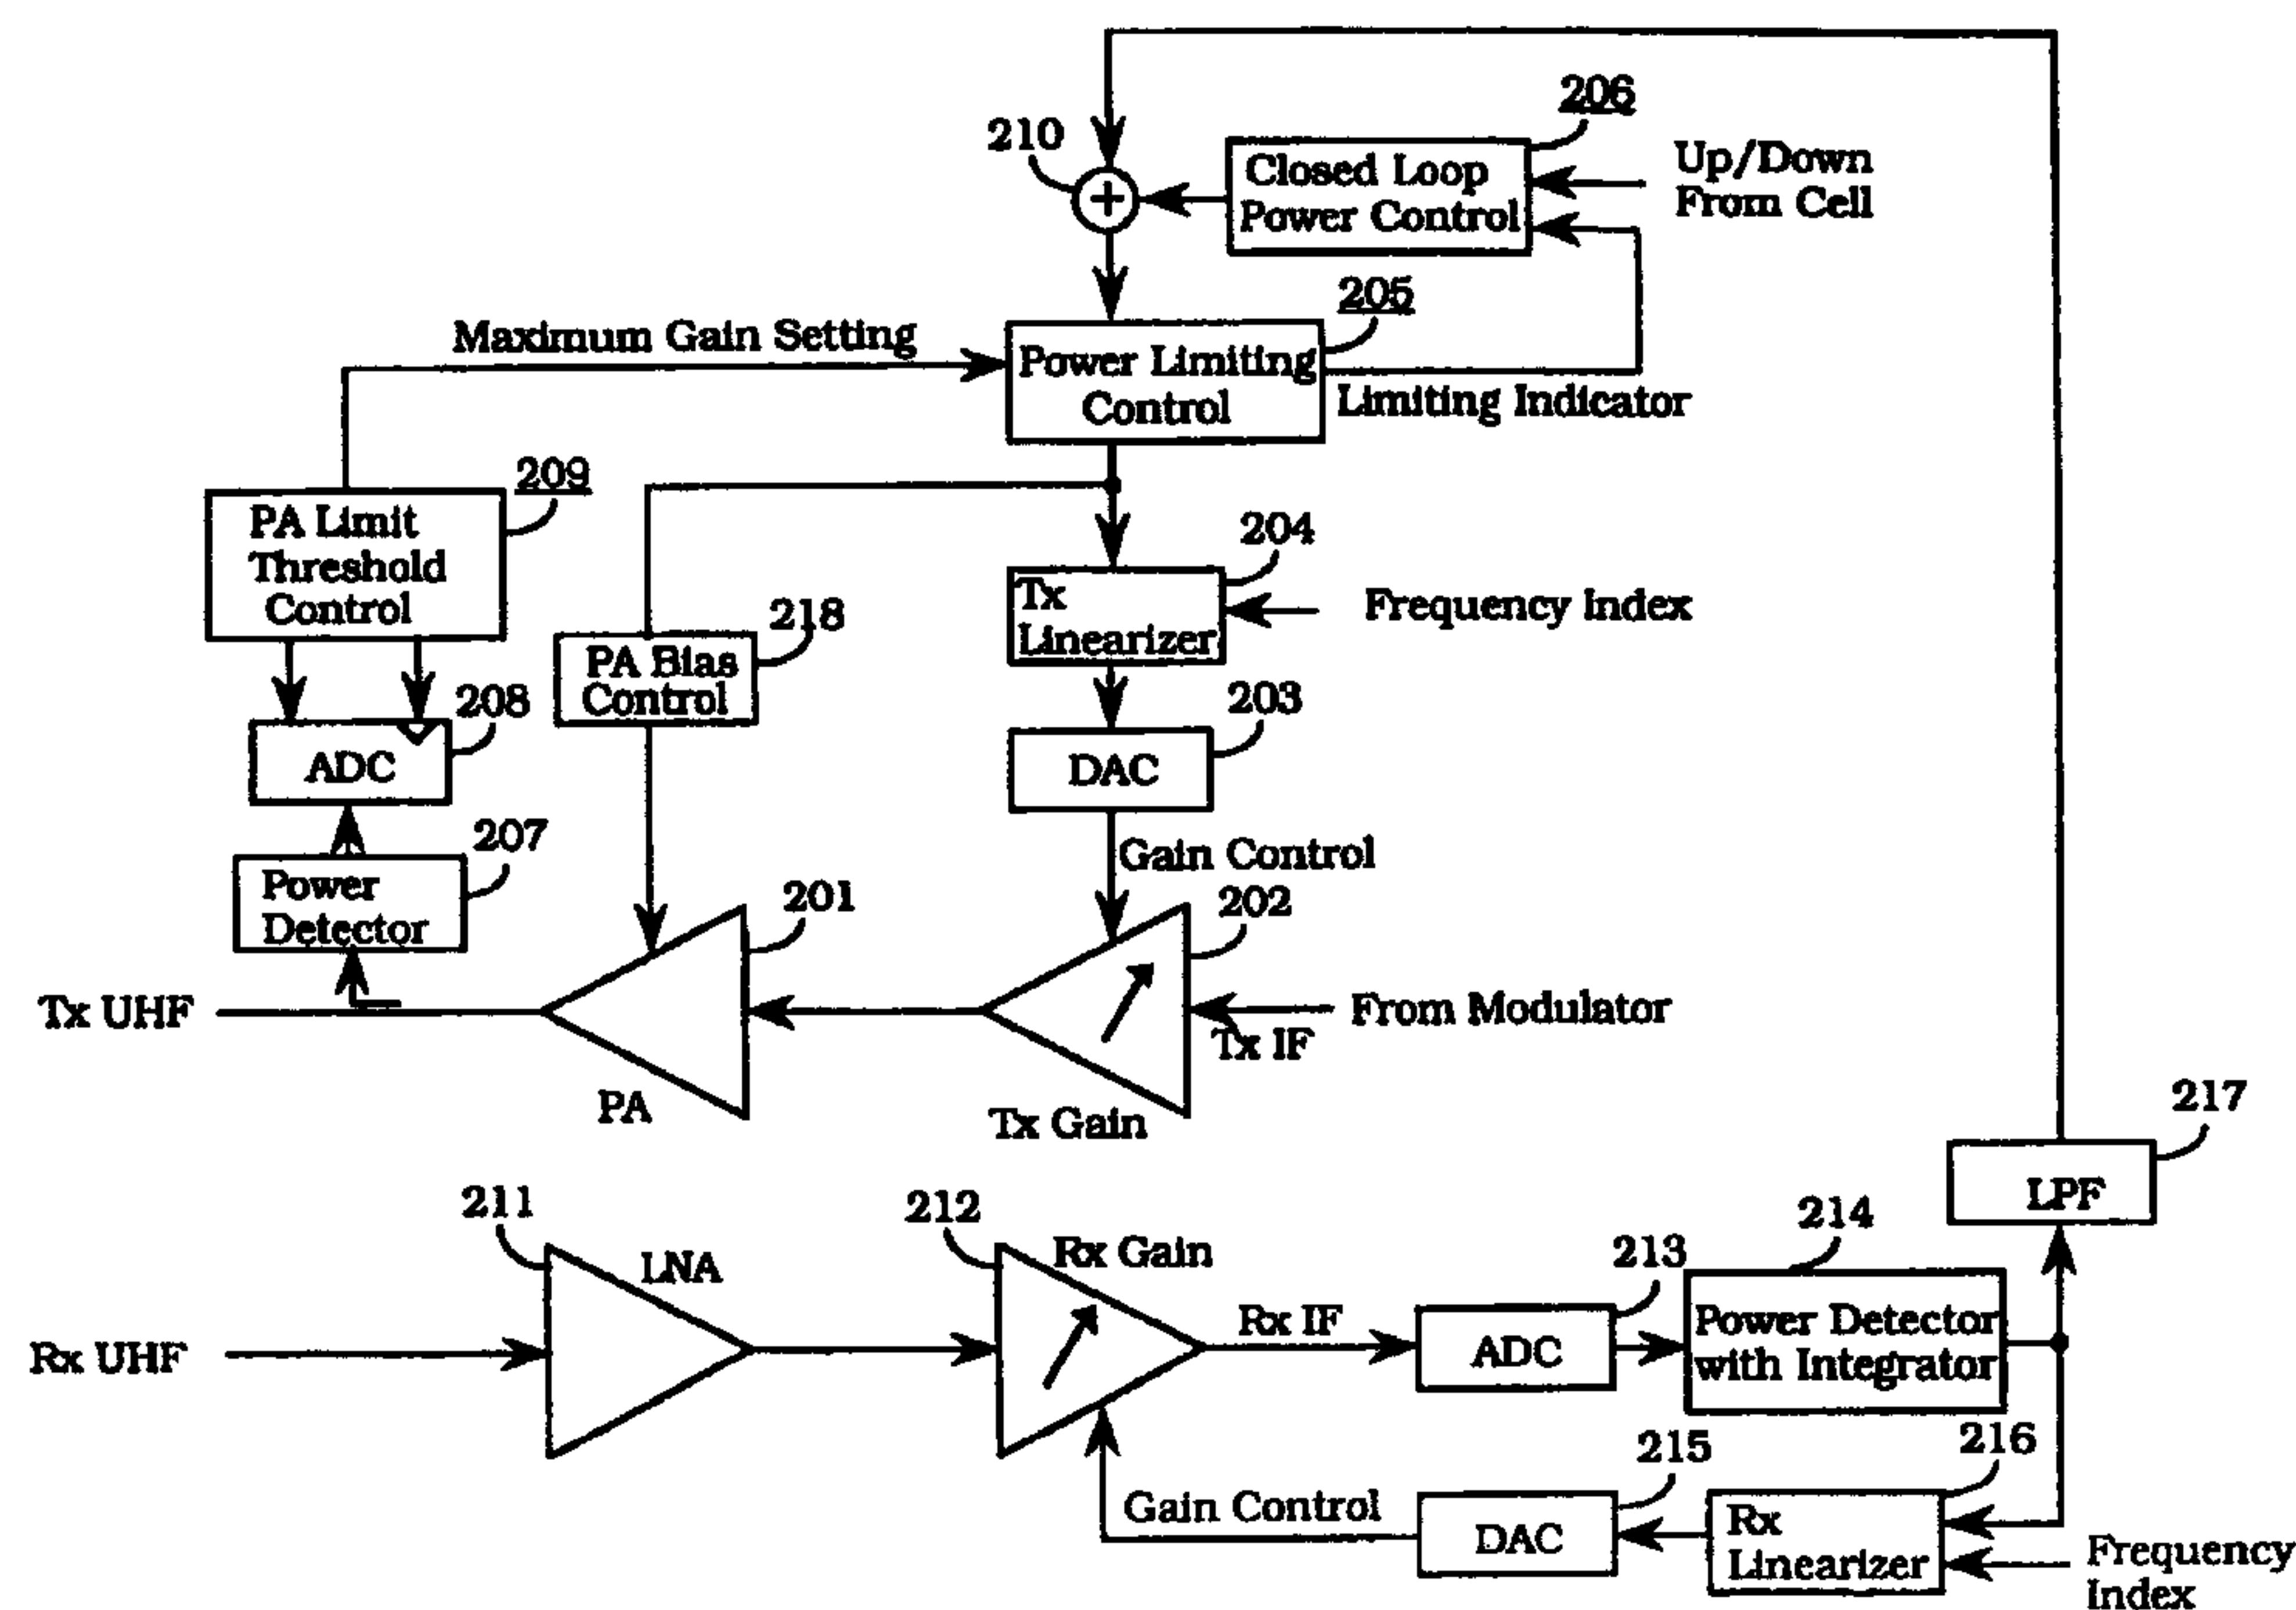 206
210
Closed Loop
Power Control
Up/Down
From Cell
+
205
Maximum Gain Setting
Power Limiting
Control
Limiting Indicator
209
PA Limit
Threshold
Control
204
Tx
Linearizer
Frequency Index
218
PA Bias
Control
208
ADC
203
DAC
207
Power
Detector
Gain Control
201
202
Tx UHF
From Modulator
Tx IF
PA
Tx Gain
217
LPF
211
LNA
212
Rx Gain
214
213
Rx UHF
Rx IF
ADC
Power Detector
with Integrator
215
216
Gain Control
DAC
Rx
Linearizer
Frequency
Index